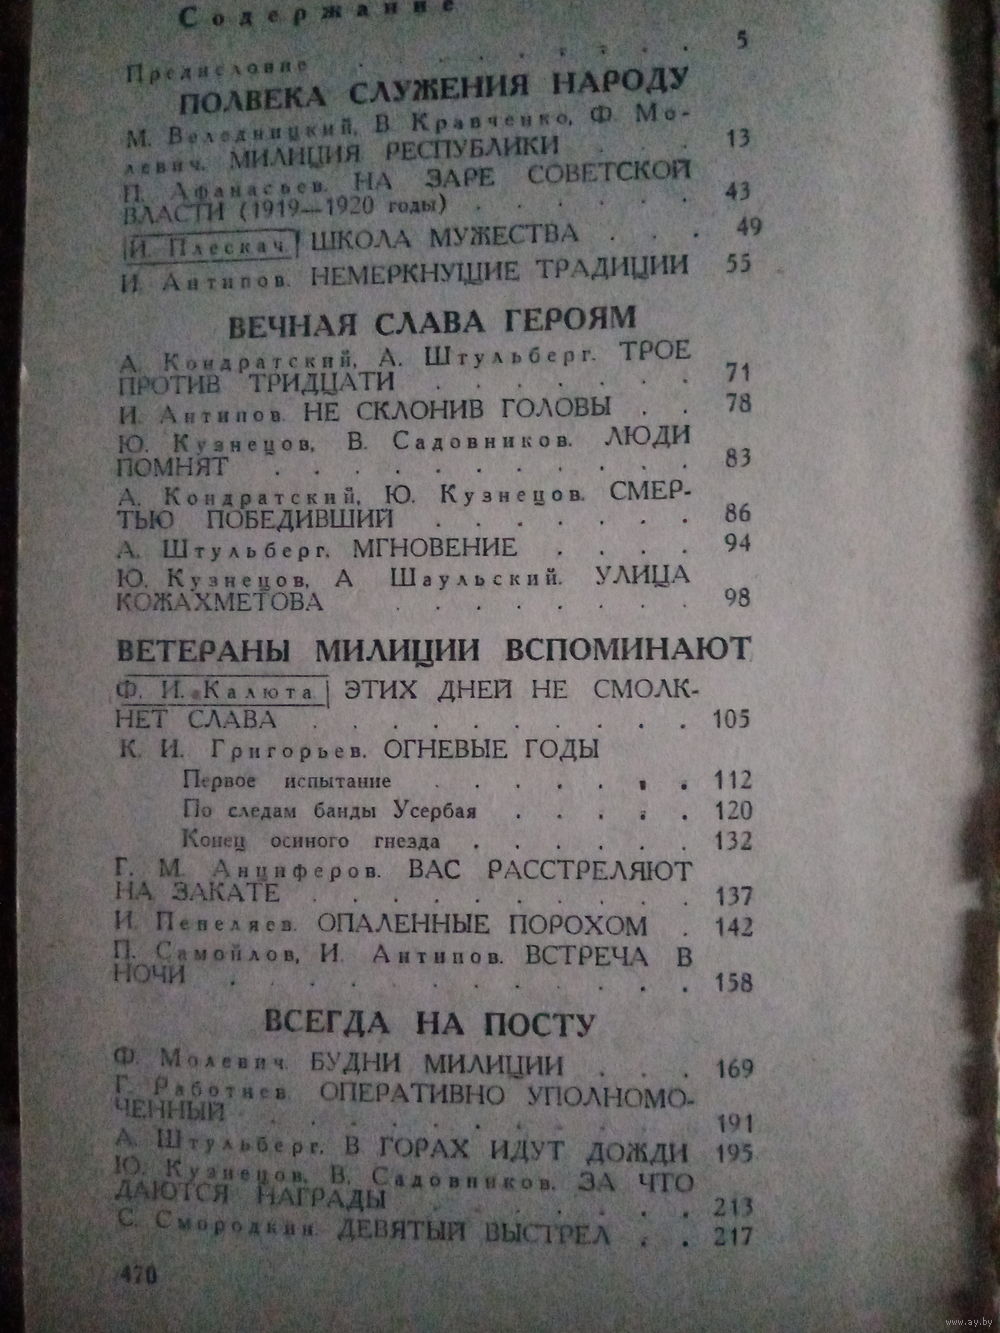 Содержание
Предисловие . . . . . . 5
ПОЛВЕКА СЛУЖЕНИЯ НАРОДУ
М. Володницкий, В. Кравченко, Ф. Мо-
левич. МИЛИЦИЯ РЕСПУБЛИКИ . . . 13
П. Афанасьев. НА ЗАРЕ СОВЕТСКОЙ
ВЛАСТИ (1919—1920 годы) . . . . . . 43
И. Плескач ШКОЛА МУЖЕСТВА . . . 49
И. Антипов. НЕМЕРКНУЩИЕ ТРАДИЦИИ 55
ВЕЧНАЯ СЛАВА ГЕРОЯМ
А. Кондратский, А. Штульберг. ТРОЕ
ПРОТИВ ТРИДЦАТИ . . . . . . . 71
И. Антипов. НЕ СКЛОНИВ ГОЛОВЫ . . 78
Ю. Кузнецов, В. Садовников. ЛЮДИ
ПОМНЯТ . . . . . . . . . . 83
А. Кондратский, Ю. Кузнецов. СМЕР-
ТЬЮ ПОБЕДИВШИЙ . . . . . . . 86
А. Штульберг. МГНОВЕНИЕ . . . . 94
Ю. Кузнецов, А Шаульский. УЛИЦА
КОЖАХМЕТОВА . . . . . . . . 98
ВЕТЕРАНЫ МИЛИЦИИ ВСПОМИНАЮТ
Ф. И. Калюта ЭТИХ ДНЕЙ НЕ СМОЛК-
НЕТ СЛАВА . . . . . . . . . 105
К. И. Григорьев. ОГНЕВЫЕ ГОДЫ
Первое испытание . . . . . . . 112
По следам банды Усербая . . . . . 120
Конец осиного гнезда . . . . . . 132
Г. М. Анциферов. ВАС РАССТРЕЛЯЮТ
НА ЗАКАТЕ . . . . . . . . . 137
И. Пепеляев. ОПАЛЕННЫЕ ПОРОХОМ . 142
П. Самойлов, И. Антипов. ВСТРЕЧА В
НОЧИ . . . . . . . . . . . 158
ВСЕГДА НА ПОСТУ
Ф. Молевич. БУДНИ МИЛИЦИИ . . . 169
Г. Работнев. ОПЕРАТИВНО УПОЛНОМО-
ЧЕННЫЙ . . . . . . . . . . 191
А. Штульберг. В ГОРАХ ИДУТ ДОЖДИ 195
Ю. Кузнецов, В. Садовников. ЗА ЧТО
ДАЮТСЯ НАГРАДЫ . . . . . . . 213
С. Смородкин. ДЕВЯТЫЙ ВЫСТРЕЛ . . 217
470
www.ay.by